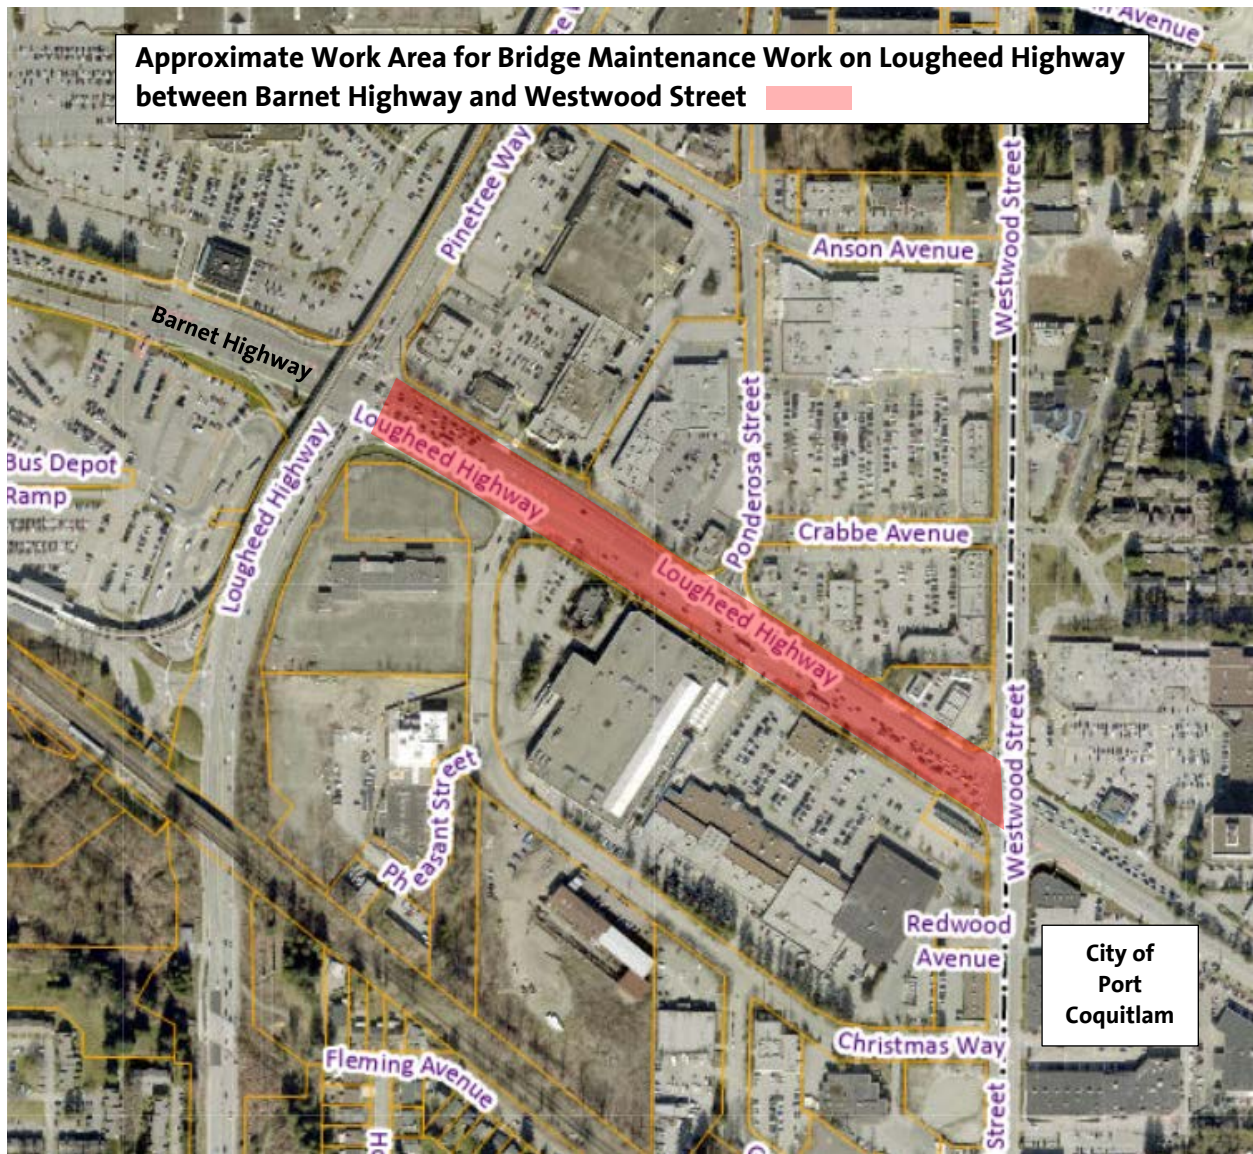 Avenue
Approximate Work Area for Bridge Maintenance Work on Lougheed Highway
between Barnet Highway and Westwood Street
Pinetree Way
Westwood Street
Anson Avenue
Barnet Highway
Lougheed Highway
Ponderosa Street
Bus Depot
Ramp
Lougheed Highway
Crabbe Avenue
Lougheed Highway
Westwood Street
Pheasant Street
Redwood
Avenue
City of
Port
Coquitlam
Christmas Way
Fleming Avenue
Street